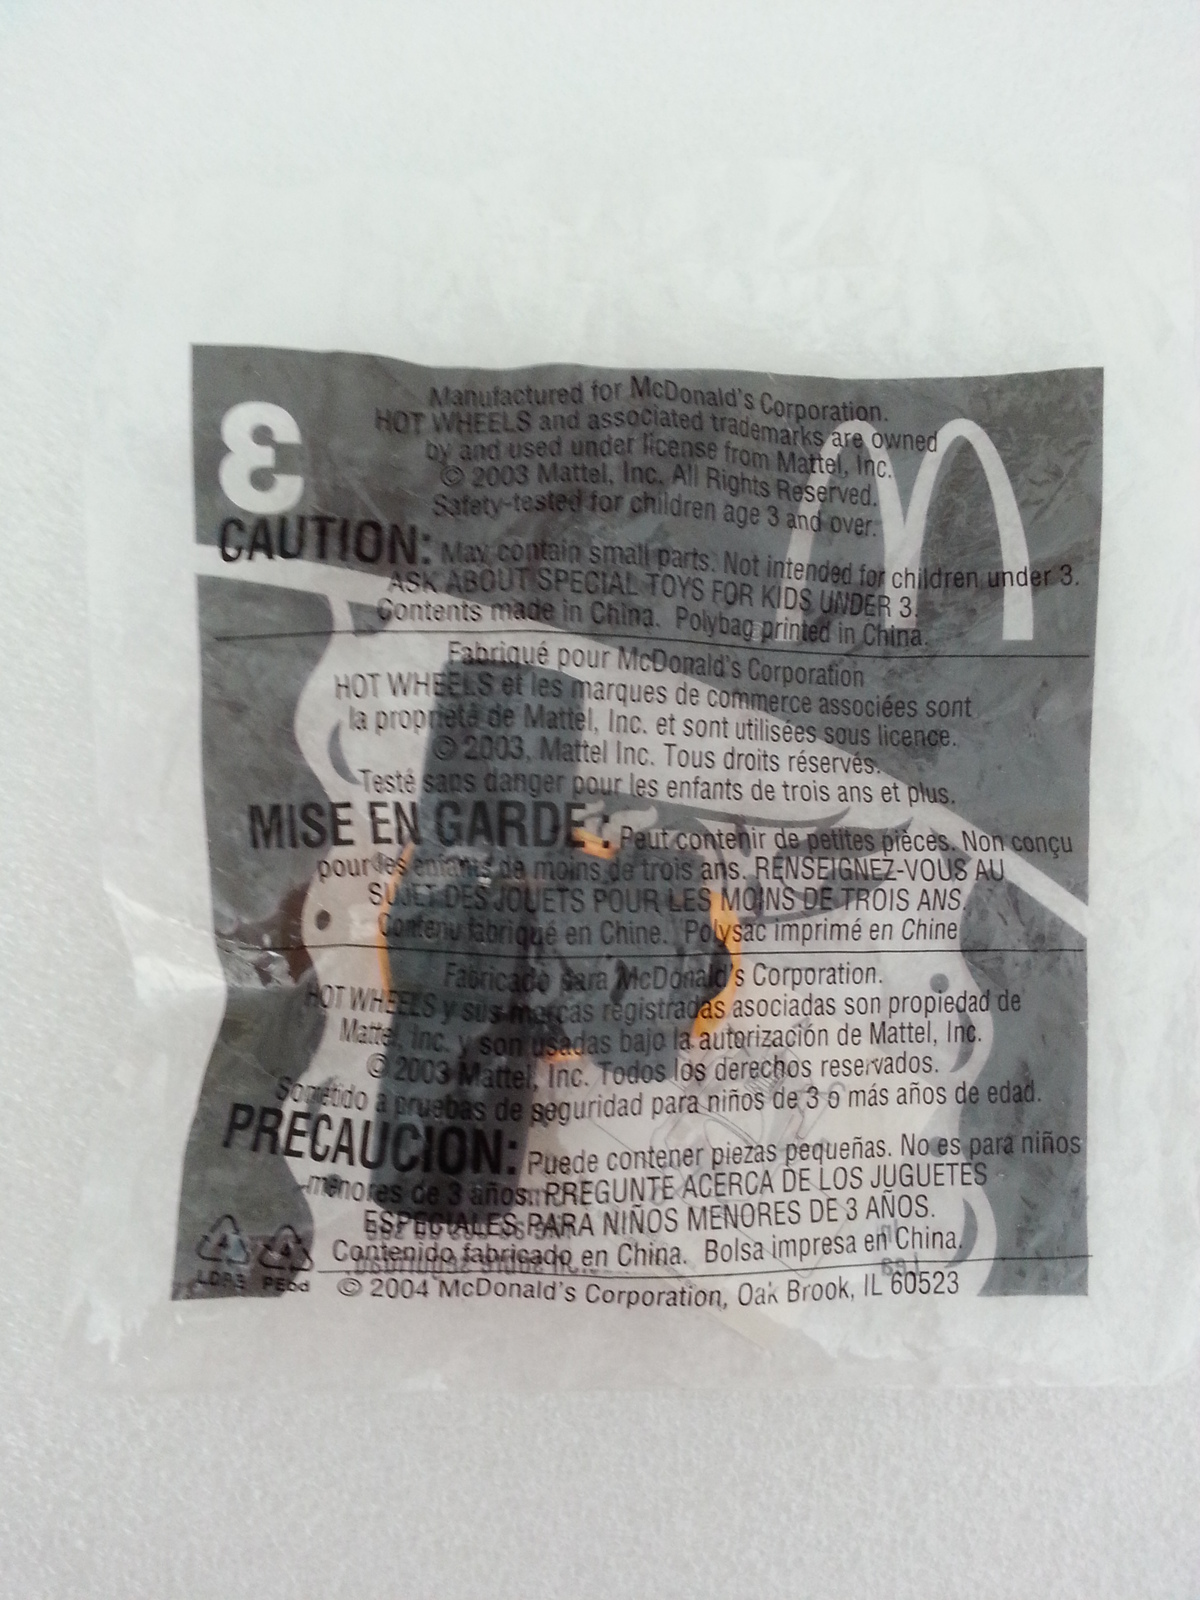 3
Manufactured for McDonald's Corporation.
HOT WHEELS and associated trademarks are owned
by and used under license from Mattel, Inc.
© 2003 Mattel, Inc. All Rights Reserved.
Safety-tested for children age 3 and over.
CAUTION: May contain small parts. Not intended for children under 3.
ASK ABOUT SPECIAL TOYS FOR KIDS UNDER 3.
Contents made in China. Polybag printed in China.
Fabriqué pour McDonald's Corporation
HOT WHEELS et les marques de commerce associées sont
la propriété de Mattel, Inc. et sont utilisées sous licence.
© 2003, Mattel Inc. Tous droits réservés.
Testé sans danger pour les enfants de trois ans et plus.
MISE EN GARDE : Peut contenir de petites pièces. Non conçu
pour les enfants de moins de trois ans. RENSEIGNEZ-VOUS AU
SUJET DES JOUETS POUR LES MOINS DE TROIS ANS.
Contenu fabriqué en Chine. Polysac imprimé en Chine
Fabricado para McDonald's Corporation.
HOT WHEELS y sus marcas registradas asociadas son propiedad de
Mattel, Inc. y son usadas bajo la autorización de Mattel, Inc.
© 2003 Mattel, Inc. Todos los derechos reservados.
Sometido a pruebas de seguridad para niños de 3 o más años de edad.
PRECAUCION: Puede contener piezas pequeñas. No es para niños
menores de 3 años. PREGUNTE ACERCA DE LOS JUGUETES
ESPECIALES PARA NIÑOS MENORES DE 3 AÑOS.
Contenido fabricado en China. Bolsa impresa en China.
4 4
LDPE PEbd
© 2004 McDonald's Corporation, Oak Brook, IL 60523